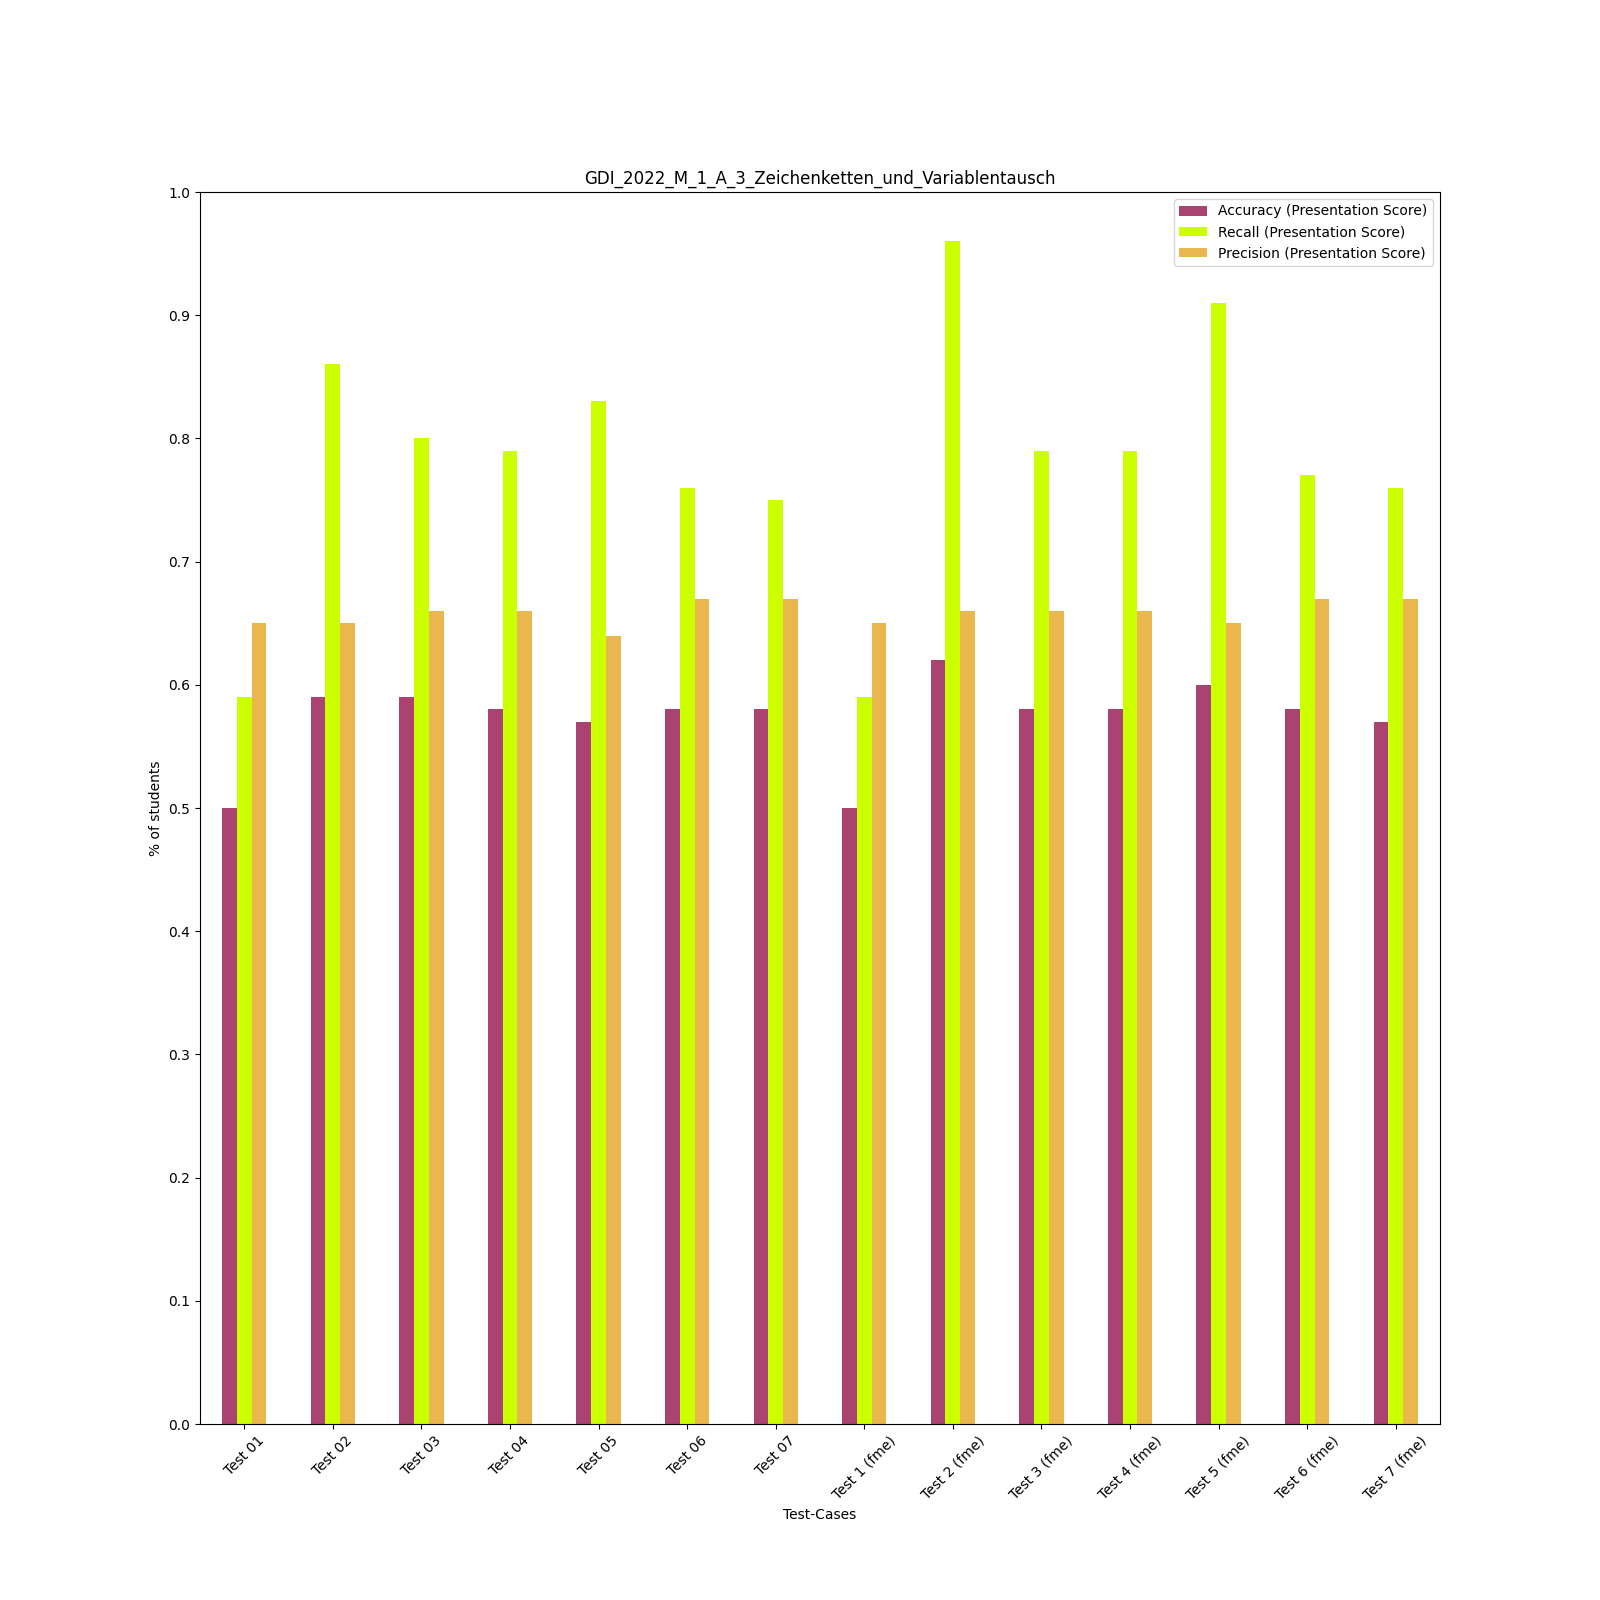 GDI_2022_M_1_A_3_Zeichenketten_und_Variablentausch
Accuracy (Presentation Score)
Recall (Presentation Score)
Precision (Presentation Score)
1.0
0.9
0.8
0.7
0.6
0.5
0.4
0.3
0.2
0.1
0.0
% of students
Test 01
Test 02
Test 03
Test 04
Test 05
Test 06
Test 07
Test 1 (fme)
Test 2 (fme)
Test 3 (fme)
Test 4 (fme)
Test 5 (fme)
Test 6 (fme)
Test 7 (fme)
Test-Cases